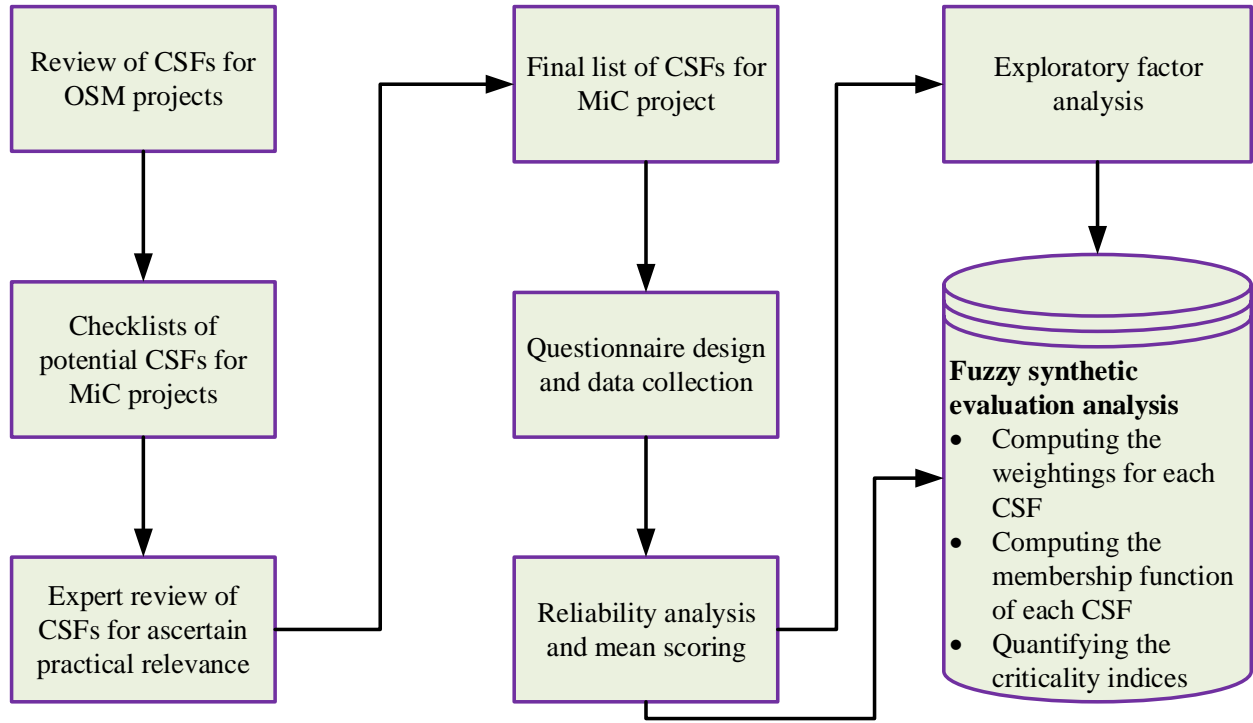 Review of CSFs for
OSM projects
Checklists of
potential CSFs for
MiC projects
Expert review of
CSFs for ascertain
practical relevance
Final list of CSFs for
MiC project
Questionnaire design
and data collection
Reliability analysis
and mean scoring
Exploratory factor
analysis
Fuzzy synthetic
evaluation analysis
• Computing the
weightings for each
CSF
• Computing the
membership function
of each CSF
• Quantifying the
criticality indices